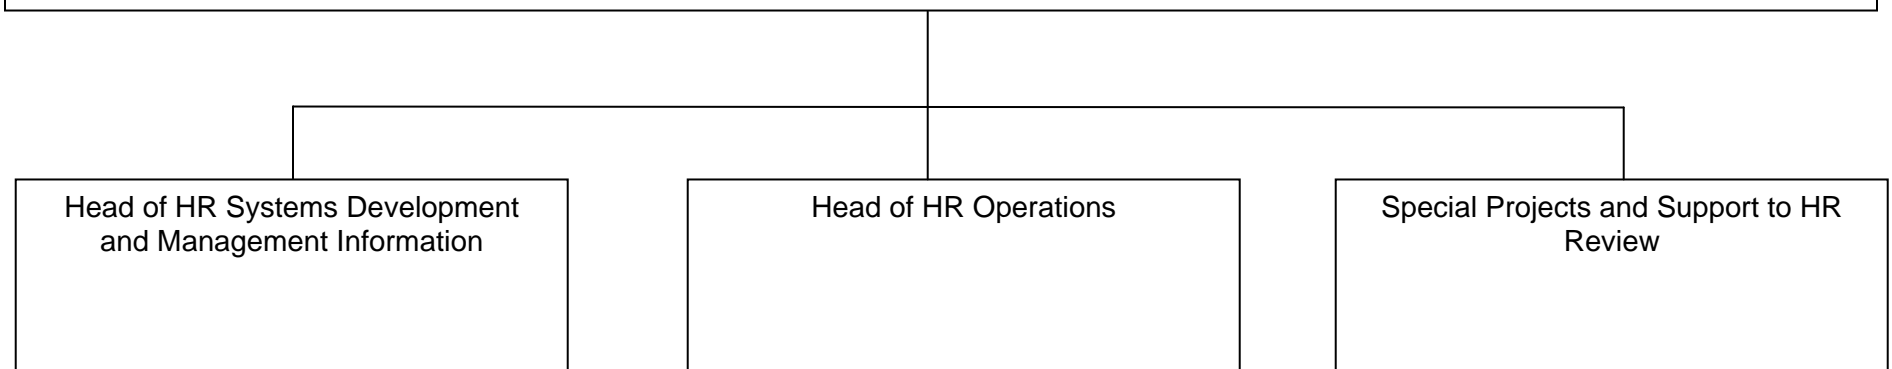 Head of HR Systems Development
and Management Information
Head of HR Operations
Special Projects and Support to HR
Review